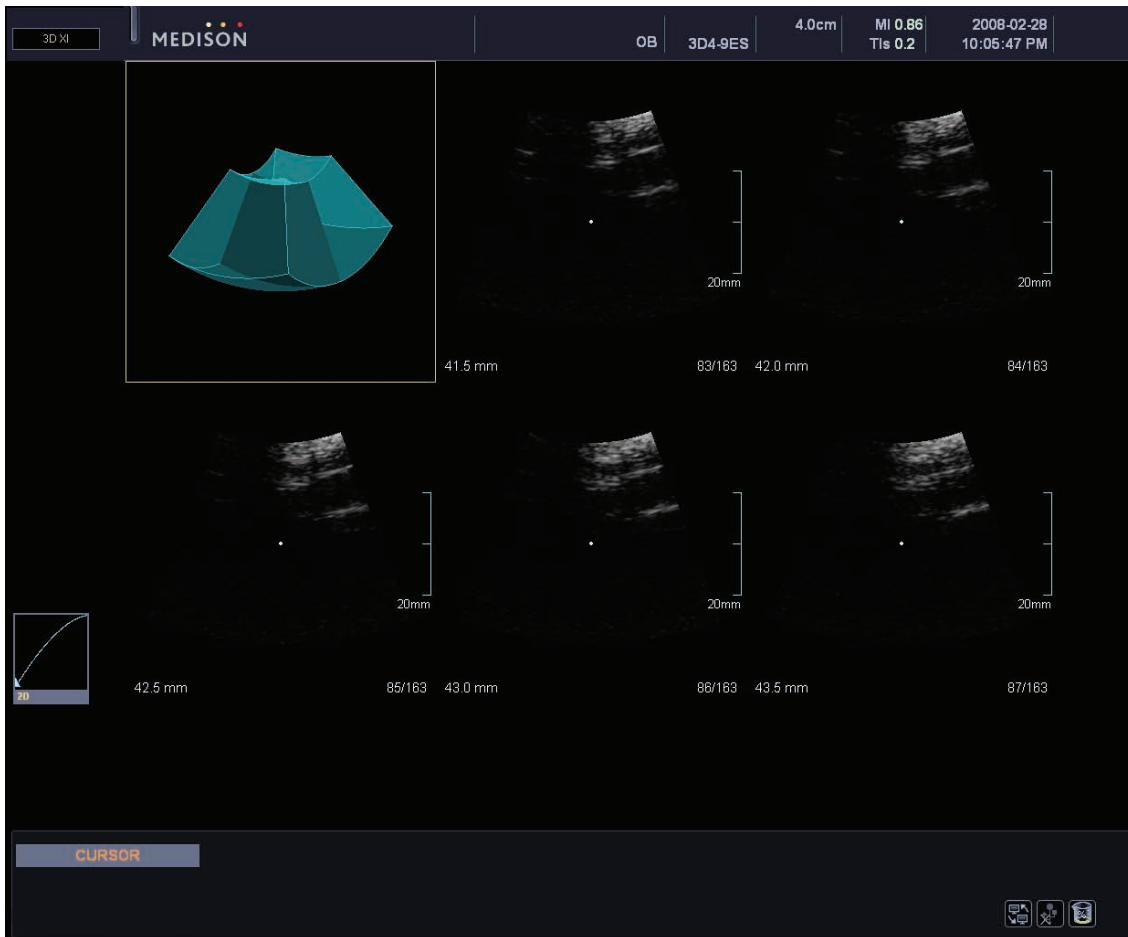 3D XI
MEDISON
OB
3D4-9ES
4.0cm
MI 0.86
TIs 0.2
2008-02-28
10:05:47 PM
20mm
20mm
41.5 mm
83/163
42.0 mm
84/163
20mm
20mm
20mm
42.5 mm
85/163
43.0 mm
86/163
43.5 mm
87/163
2D
CURSOR